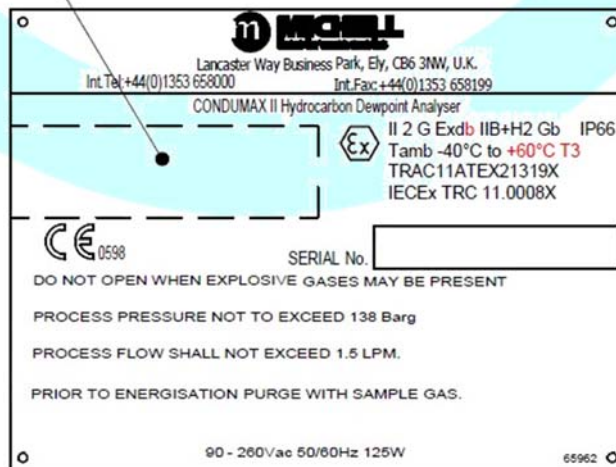 MICHELL
Lancaster Way Business Park, Ely, CB6 3NW, U.K.
Int.Tel:+44(0)1353 658000 Int.Fax:+44(0)1353 658199
CONDUMAX II Hydrocarbon Dewpoint Analyser
Ex II 2 G Exdb IIB+H2 Gb IP66
Tamb -40°C to +60°C T3
TRAC11ATEX21319X
IECEx TRC 11.0008X
CE 0598
SERIAL No.
DO NOT OPEN WHEN EXPLOSIVE GASES MAY BE PRESENT
PROCESS PRESSURE NOT TO EXCEED 138 Barg
PROCESS FLOW SHALL NOT EXCEED 1.5 LPM.
PRIOR TO ENERGISATION PURGE WITH SAMPLE GAS.
90 - 260Vac 50/60Hz 125W
65962